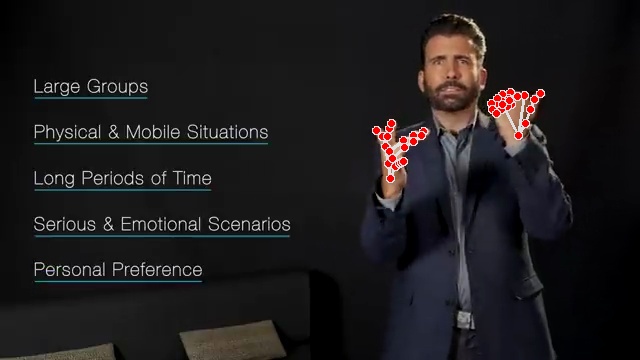 Large Groups
Physical & Mobile Situations
Long Periods of Time
Serious & Emotional Scenarios
Personal Preference